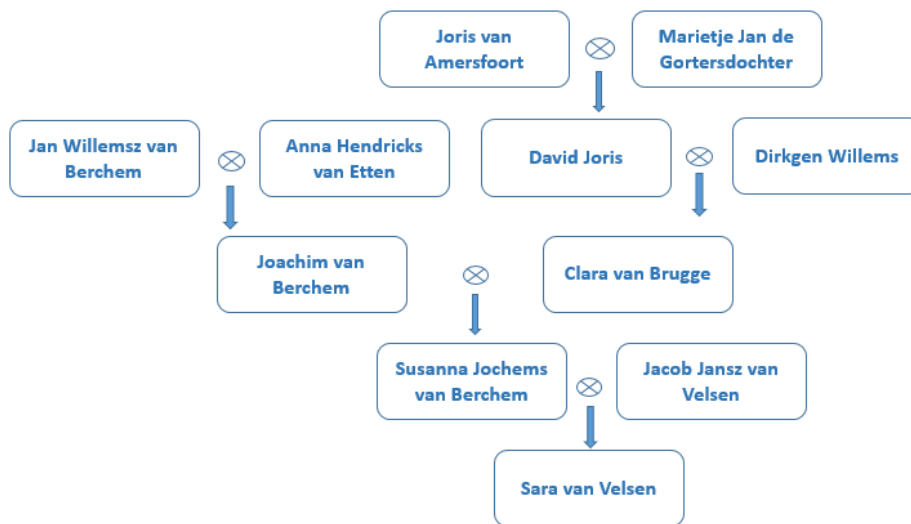 Joris van
Amersfoort
Marietje Jan de
Gortersdochter
Jan Willemsz van
Berchem
Anna Hendricks
van Etten
David Joris
Dirkgen Willems
Joachim van
Berchem
Clara van Brugge
Susanna Jochems
van Berchem
Jacob Jansz van
Velsen
Sara van Velsen